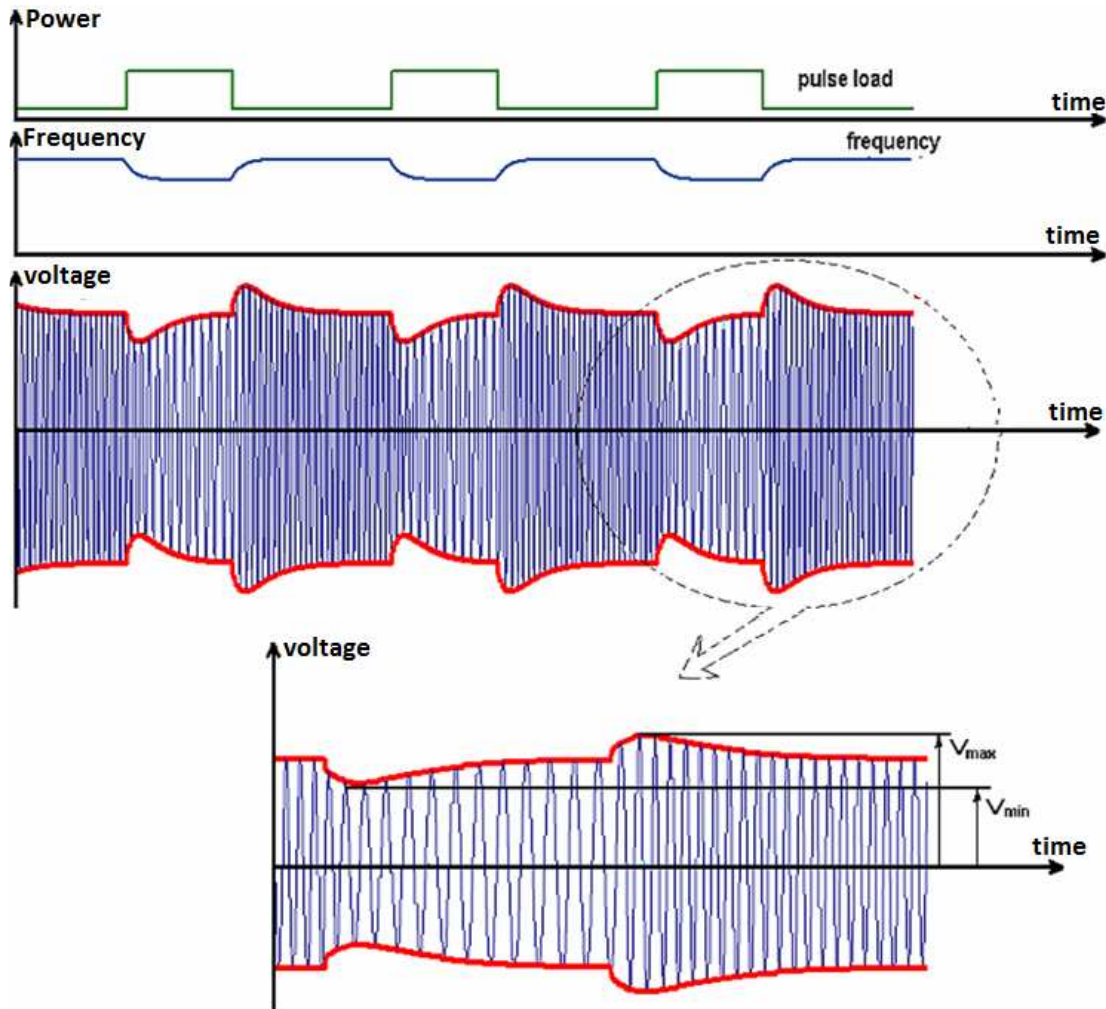 Power
pulse load
time
Frequency
frequency
time
voltage
time
voltage
Vmax
Vmin
time